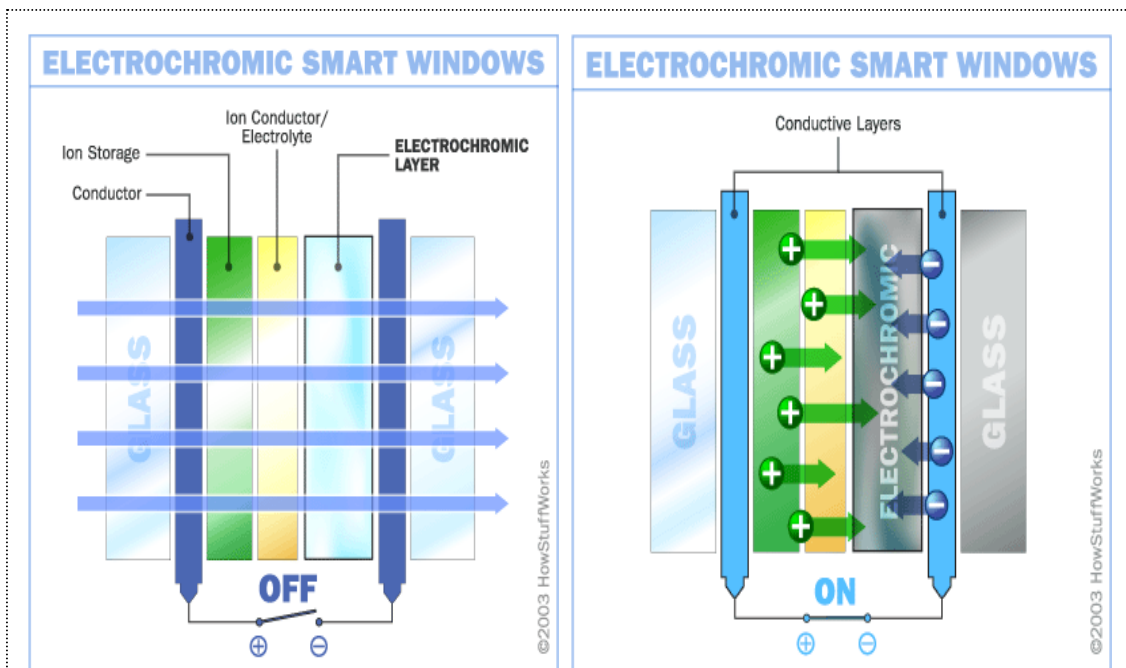 ELECTROCHROMIC SMART WINDOWS
Ion Conductor/
Electrolyte
Ion Storage
ELECTROCHROMIC
LAYER
Conductor
GLASS
GLASS
OFF
+ −
©2003 HowStuffWorks
ELECTROCHROMIC SMART WINDOWS
Conductive Layers
GLASS
+ + + + + +
ELECTROCHROMIC
− − − − −
GLASS
ON
+ −
©2003 HowStuffWorks